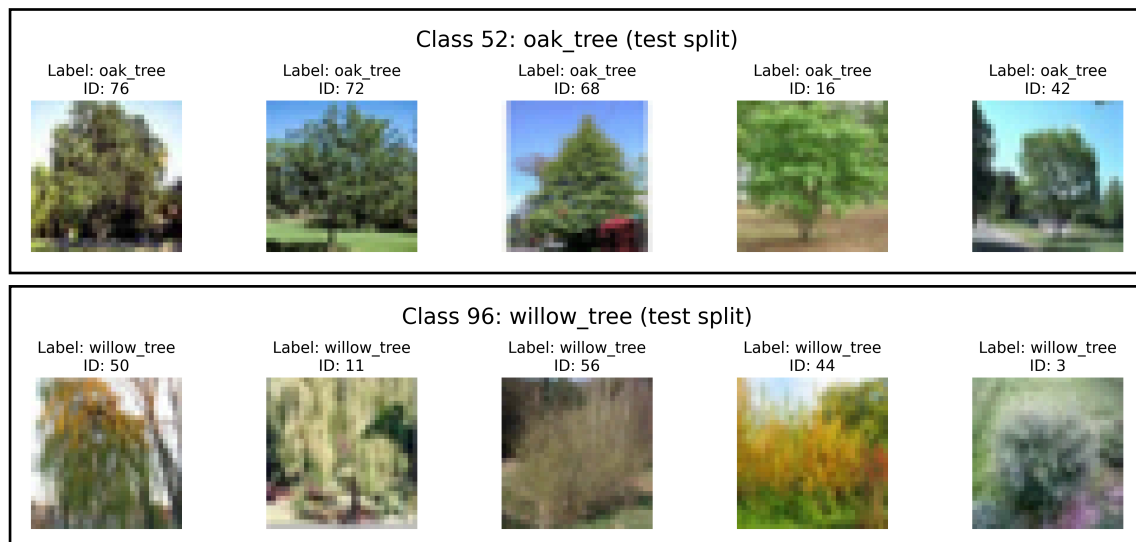 Class 52: oak_tree (test split)
Label: oak_tree
ID: 76
Label: oak_tree
ID: 72
Label: oak_tree
ID: 68
Label: oak_tree
ID: 16
Label: oak_tree
ID: 42
Class 96: willow_tree (test split)
Label: willow_tree
ID: 50
Label: willow_tree
ID: 11
Label: willow_tree
ID: 56
Label: willow_tree
ID: 44
Label: willow_tree
ID: 3